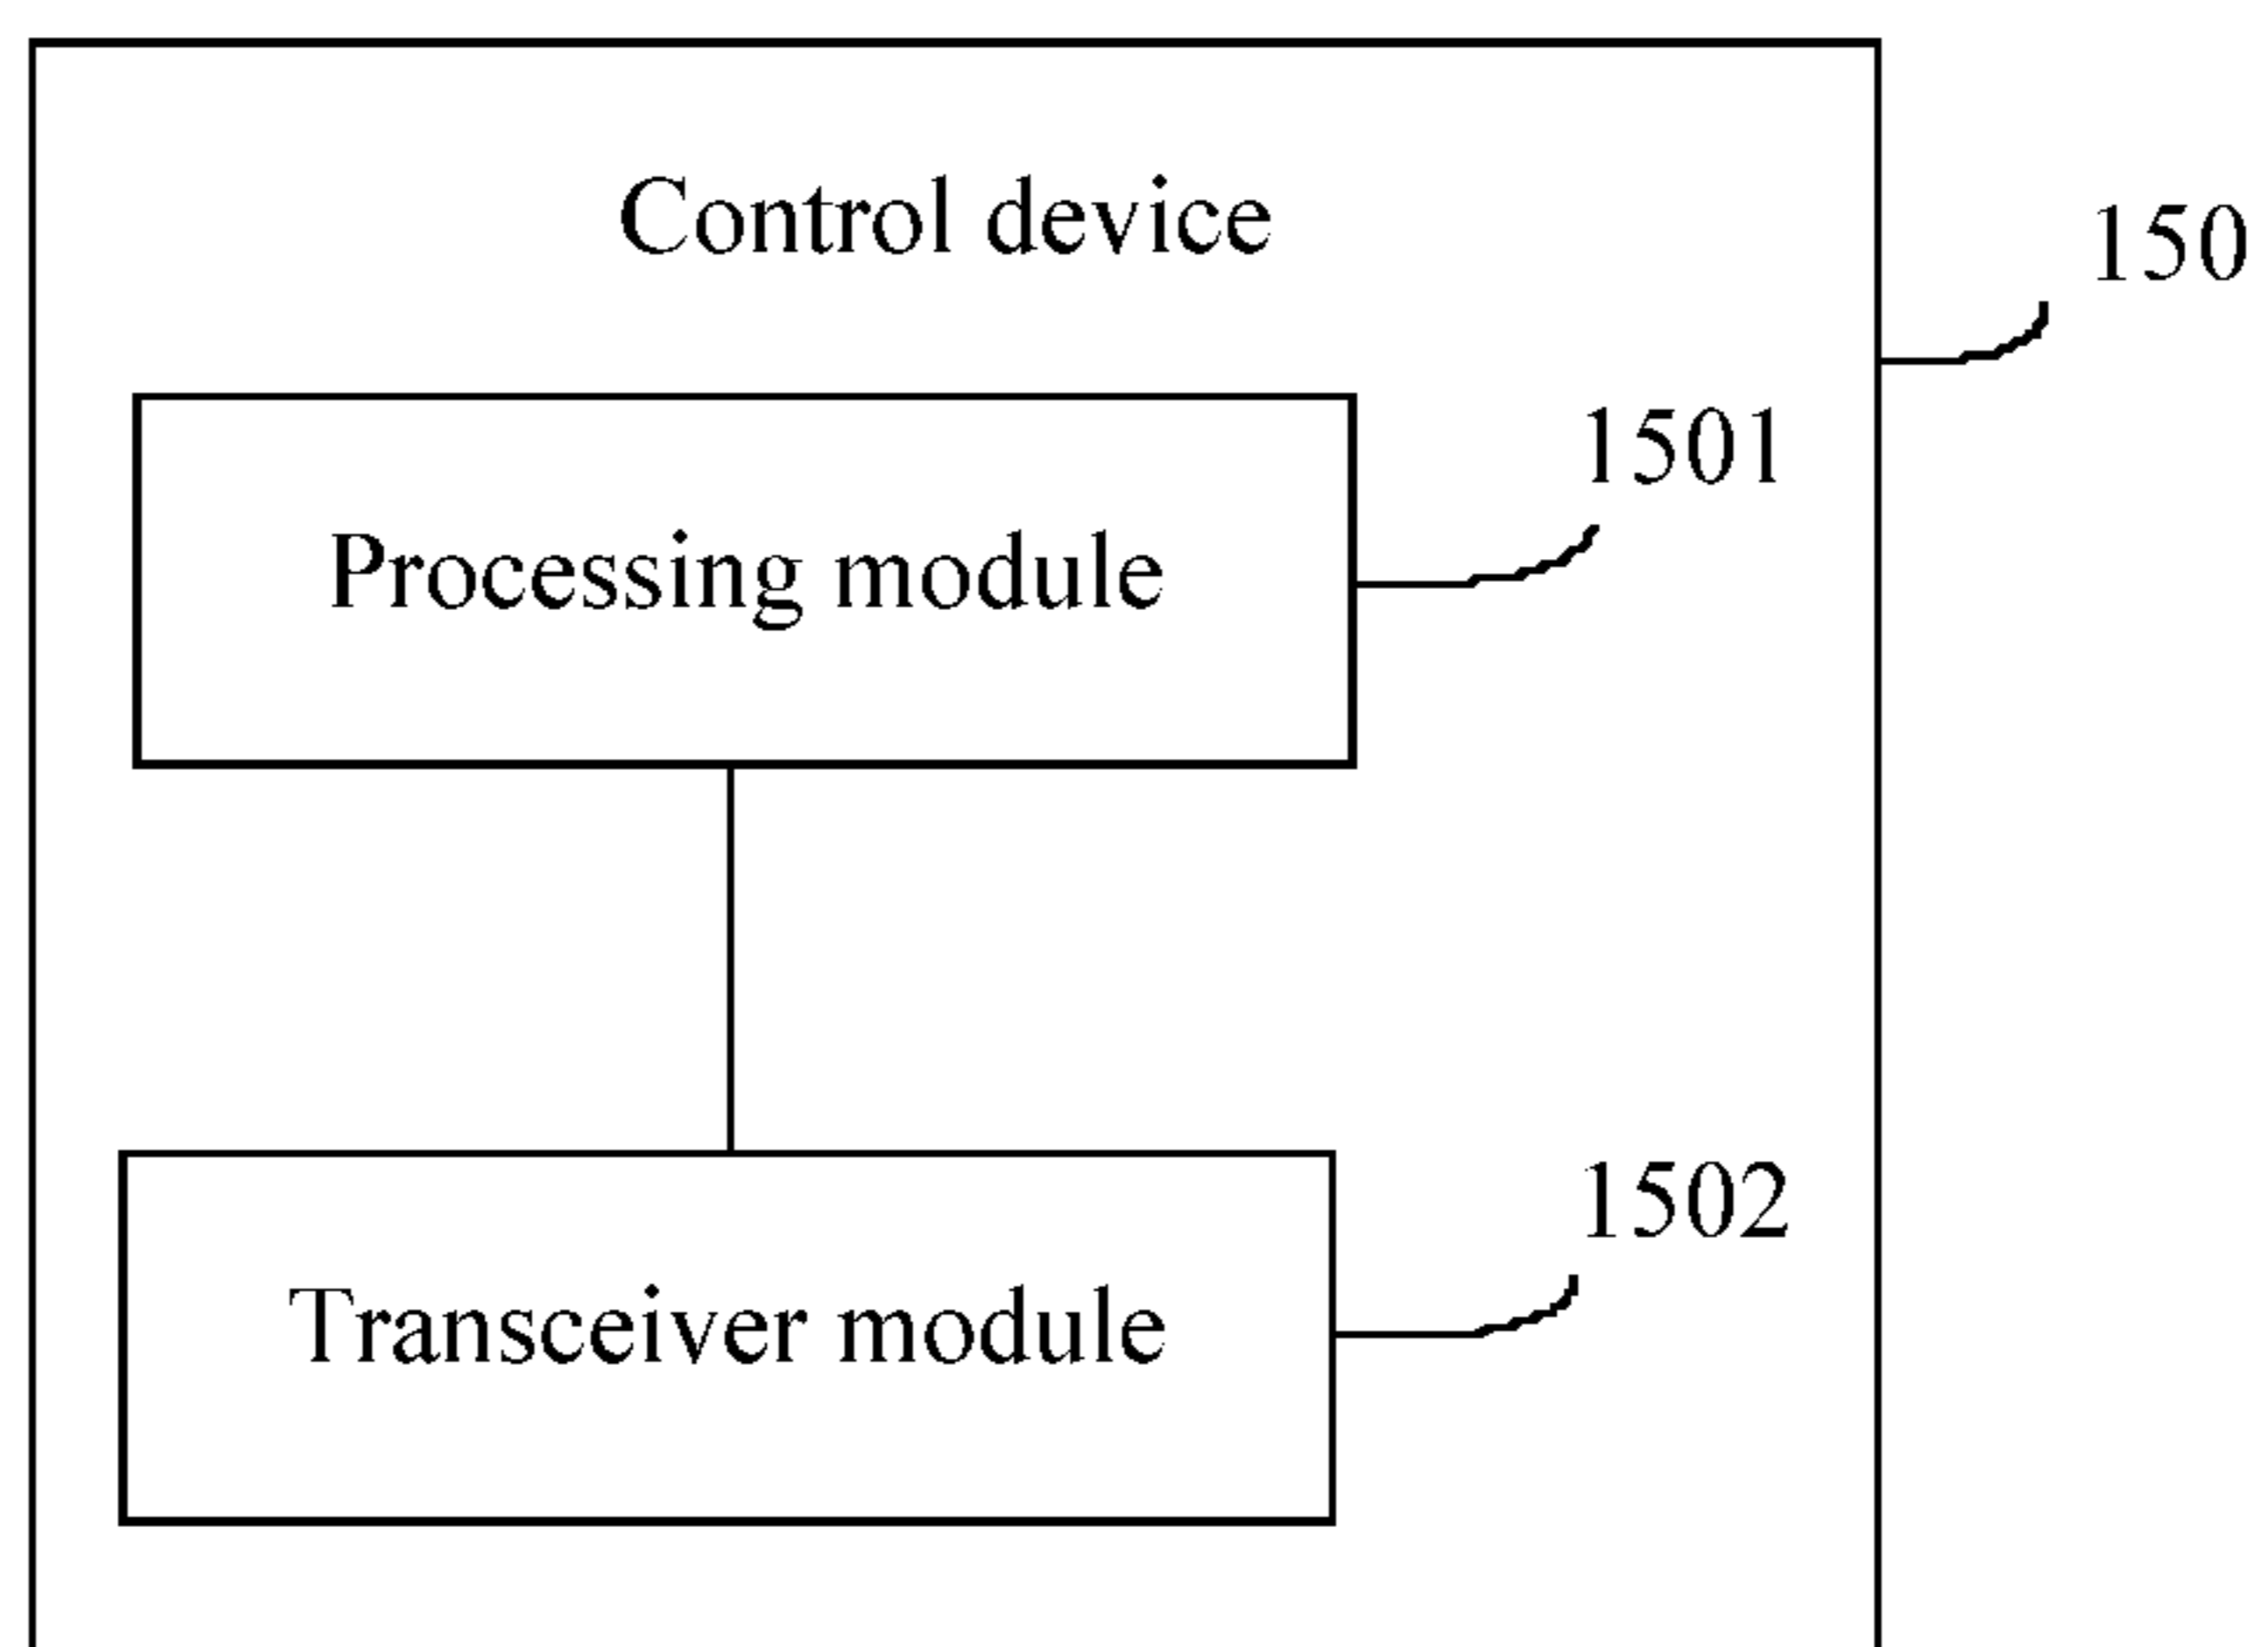 Control device
150
1501
Processing module
1502
Transceiver module